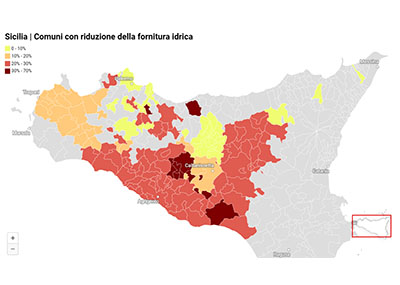 Sicilia | Comuni con riduzione della fornitura idrica
0 - 10%
10% - 20%
20% - 30%
30% - 70%
Messina
Palermo
Trapani
Marsala
Caltanissetta
Catania
Agrigento
Ragusa
+
−